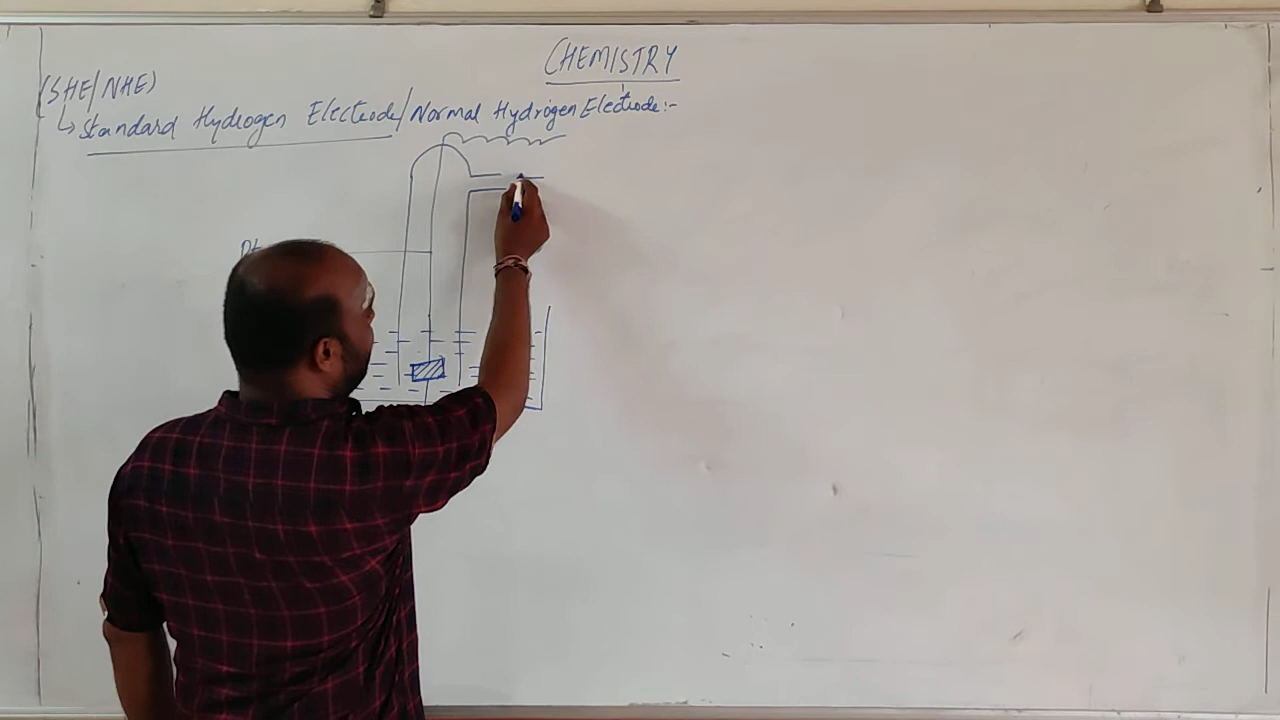 CHEMISTRY
(SHE/NHE)
↳ Standard Hydrogen Electrode/Normal Hydrogen Electrode:-